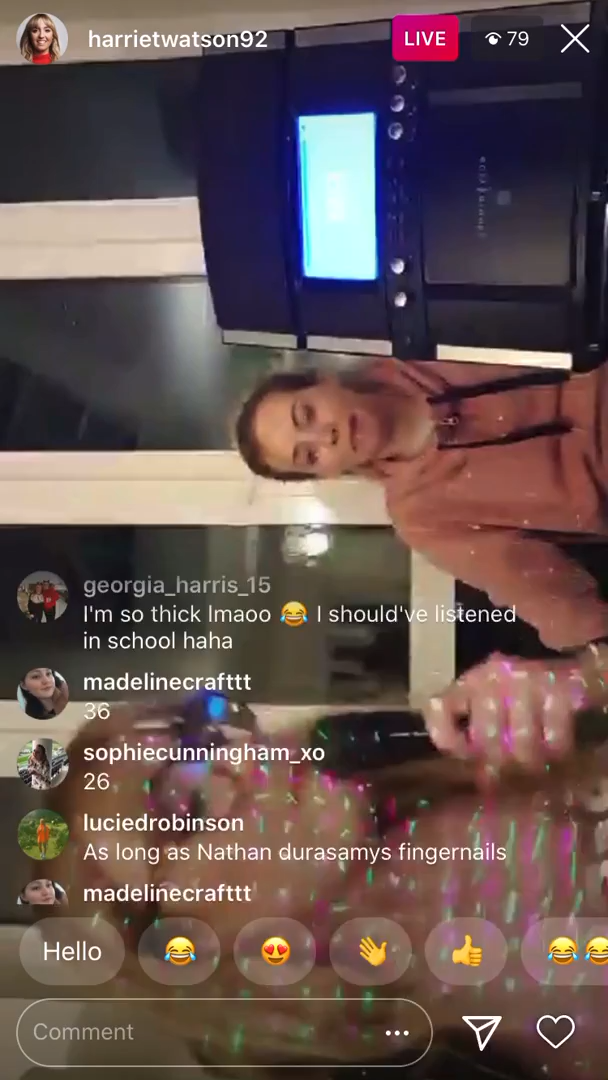 harrietwatson92
LIVE
79
georgia_harris_15
I'm so thick lmaoo 😂 I should've listened
in school haha
madelinecrafttt
36
sophiecunningham_xo
26
luciedrobinson
As long as Nathan durasamys fingernails
madelinecrafttt
Hello 😂 😍 👋 👍 😂😂
Comment